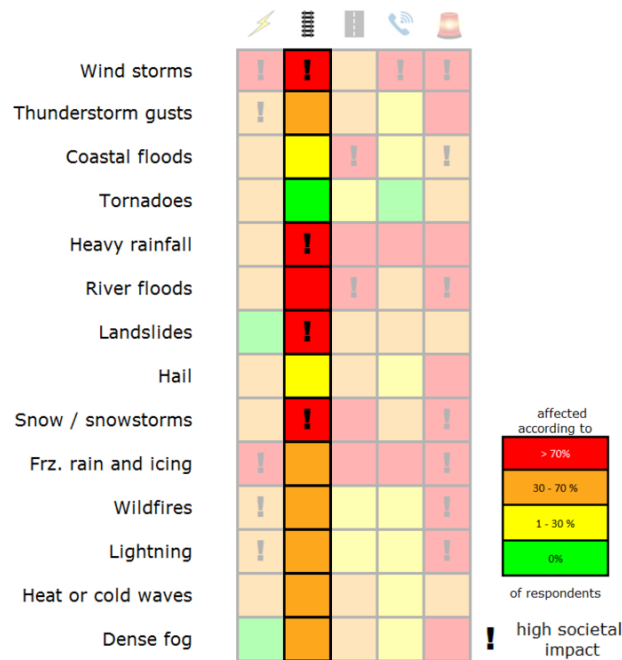 Wind storms
! ! ! !
Thunderstorm gusts
!
Coastal floods
! !
Tornadoes
Heavy rainfall
!
River floods
! !
Landslides
!
Hail
Snow / snowstorms
! !
Frz. rain and icing
! !
Wildfires
! !
Lightning
! !
Heat or cold waves
Dense fog
affected
according to
> 70%
30 - 70 %
1 - 30 %
0%
of respondents
! high societal
impact